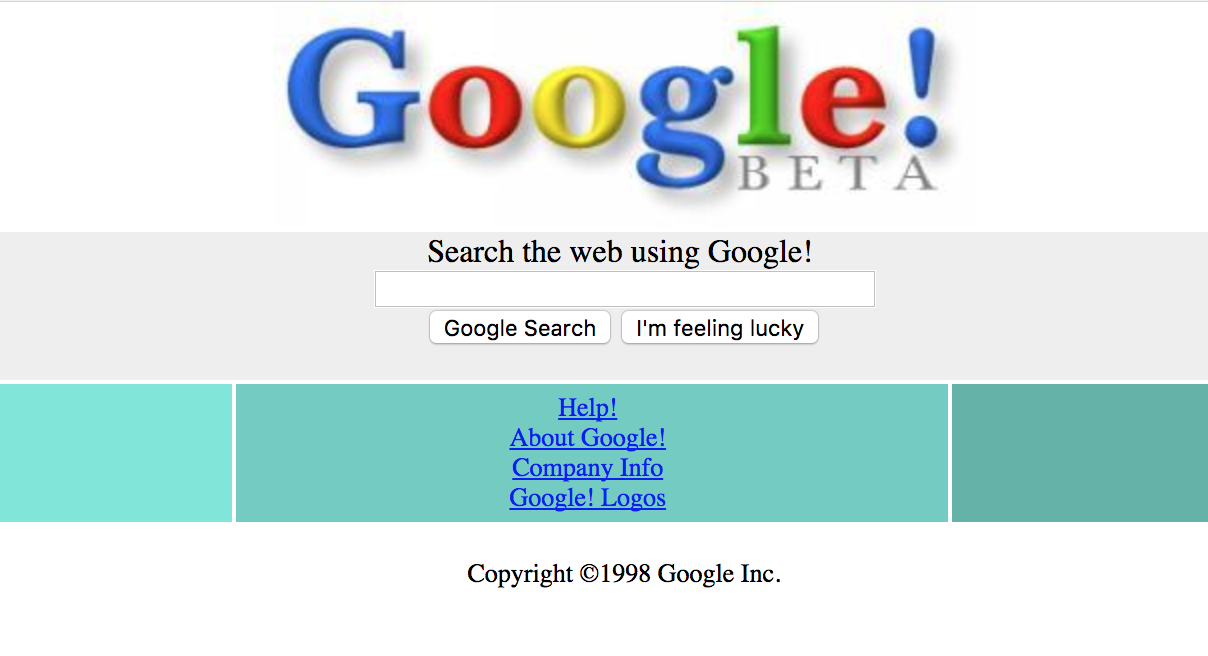 Google!
BETA
Search the web using Google!
Google Search I'm feeling lucky
Help!
About Google!
Company Info
Google! Logos
Copyright ©1998 Google Inc.